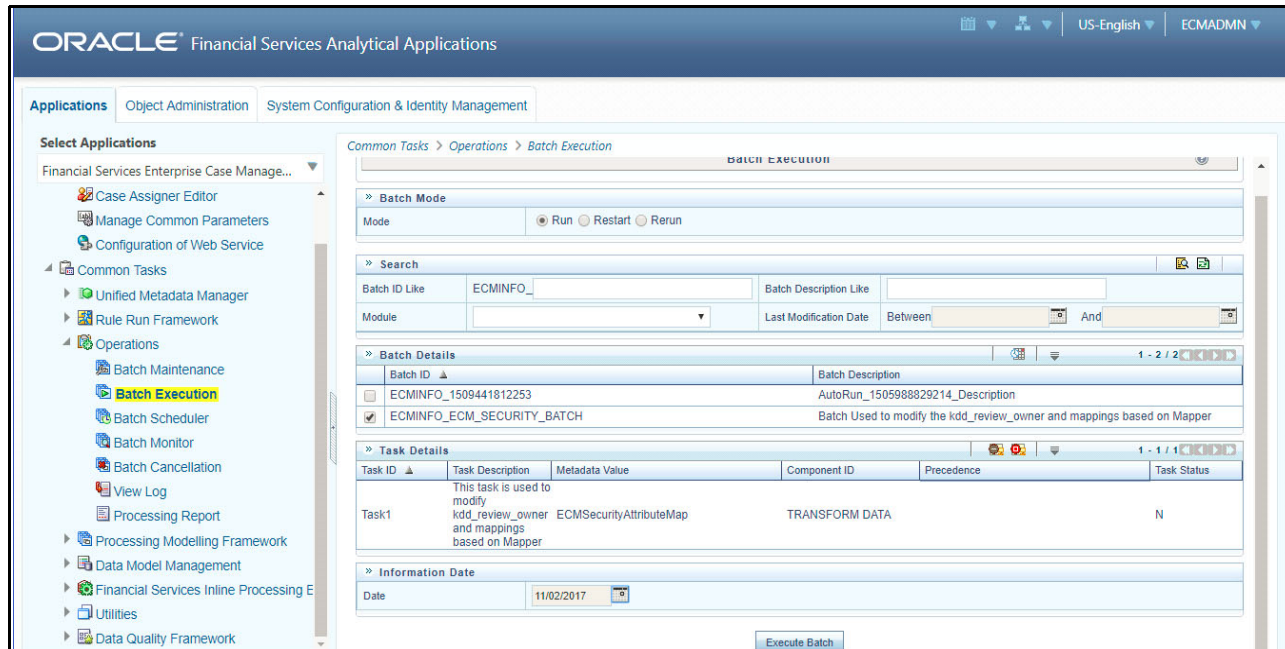 ORACLE® Financial Services Analytical Applications
US-English
ECMADMN
Applications
Object Administration
System Configuration & Identity Management
Select Applications
Financial Services Enterprise Case Manage...
Case Assigner Editor
Manage Common Parameters
Configuration of Web Service
Common Tasks
Unified Metadata Manager
Rule Run Framework
Operations
Batch Maintenance
Batch Execution
Batch Scheduler
Batch Monitor
Batch Cancellation
View Log
Processing Report
Processing Modelling Framework
Data Model Management
Financial Services Inline Processing E
Utilities
Data Quality Framework
Common Tasks > Operations > Batch Execution
Batch Execution
» Batch Mode
Mode Run Restart Rerun
» Search
Batch ID Like ECMINFO_ Batch Description Like
Module Last Modification Date Between And
» Batch Details 1 - 2 / 2
Batch ID Batch Description
ECMINFO_1509441812253 AutoRun_1505988829214_Description
ECMINFO_ECM_SECURITY_BATCH Batch Used to modify the kdd_review_owner and mappings based on Mapper
» Task Details 1 - 1 / 1
Task ID Task Description Metadata Value Component ID Precedence Task Status
Task1 This task is used to
modify
kdd_review_owner
and mappings
based on Mapper
ECMSecurityAttributeMap TRANSFORM DATA N
» Information Date
Date 11/02/2017
Execute Batch